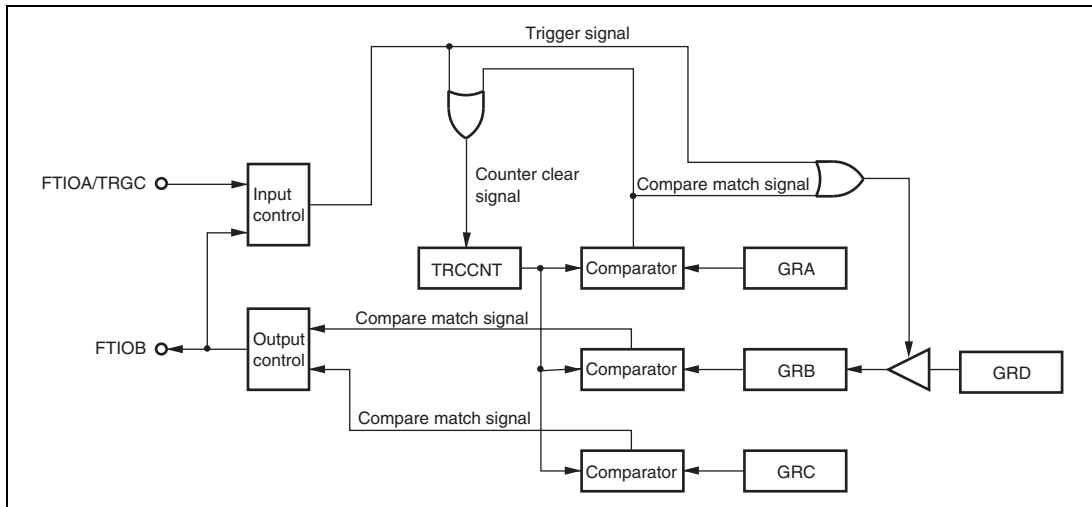 Trigger signal
FTIOA/TRGC
Input
control
Counter clear
signal
Compare match signal
TRCCNT
Comparator
GRA
FTIOB
Output
control
Compare match signal
Comparator
GRB
GRD
Compare match signal
Comparator
GRC